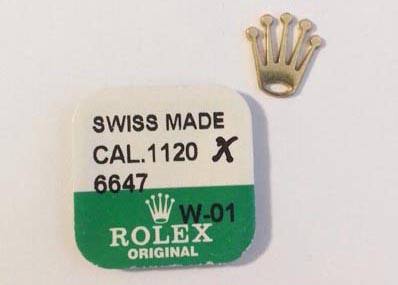 SWISS MADE
CAL.1120 X
6647
W-01
ROLEX
ORIGINAL